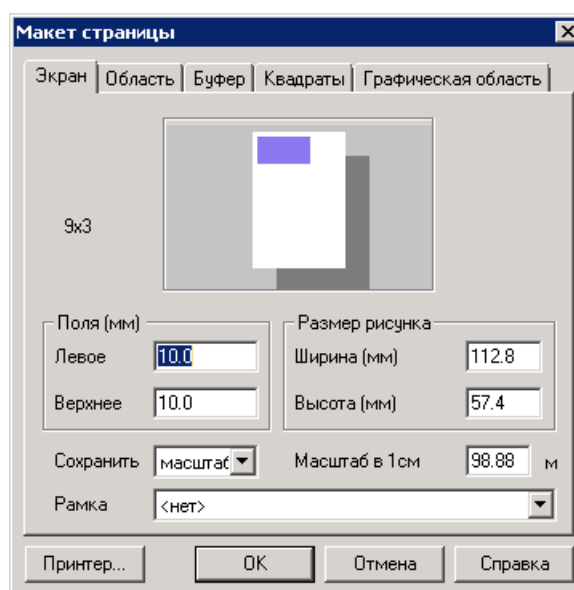 Макет страницы
Экран Область Буфер Квадраты Графическая область
9x3
Поля (мм) Размер рисунка
Левое 10.0 Ширина (мм) 112.8
Верхнее 10.0 Высота (мм) 57.4
Сохранить масштаб Масштаб в 1см 98.88 м
Рамка <нет>
Принтер... OK Отмена Справка